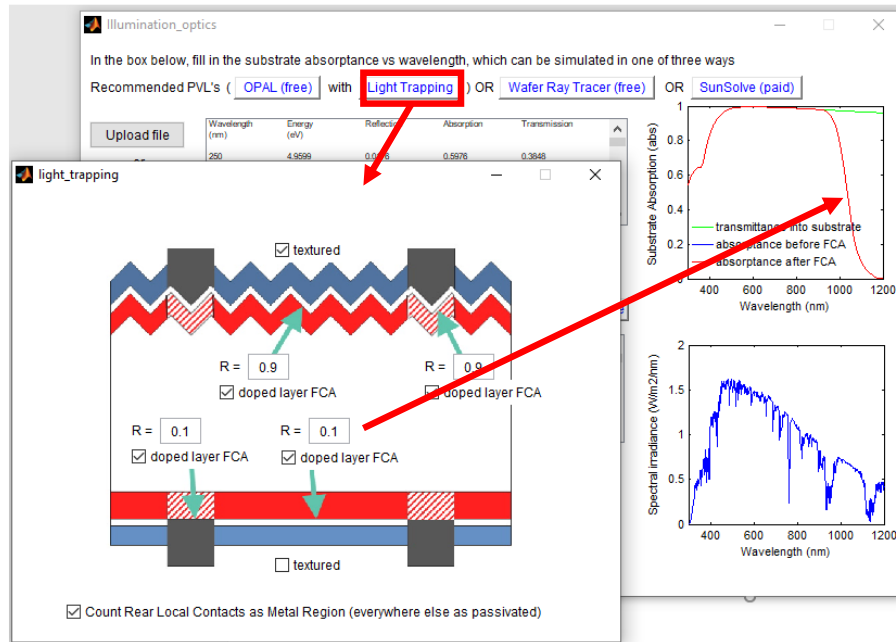 Illumination_optics
In the box below, fill in the substrate absorptance vs wavelength, which can be simulated in one of three ways
Recommended PVL's ( OPAL (free) with Light Trapping ) OR Wafer Ray Tracer (free) OR SunSolve (paid)
Upload file
Wavelength (nm) Energy (eV) Reflection Absorption Transmission
250 4.9599 0.5976 0.3848
light_trapping
textured
R = 0.9
doped layer FCA
R = 0.9
doped layer FCA
R = 0.1
doped layer FCA
R = 0.1
doped layer FCA
textured
Count Rear Local Contacts as Metal Region (everywhere else as passivated)
Substrate Absorption (abs)
1
0.8
0.6
0.4
0.2
0
transmittance into substrate
absorptance before FCA
absorptance after FCA
400 600 800 1000 1200
Wavelength (nm)
Spectral irradiance (W/m2/nm)
2
1.5
1
0.5
0
400 600 800 1000 1200
Wavelength (nm)